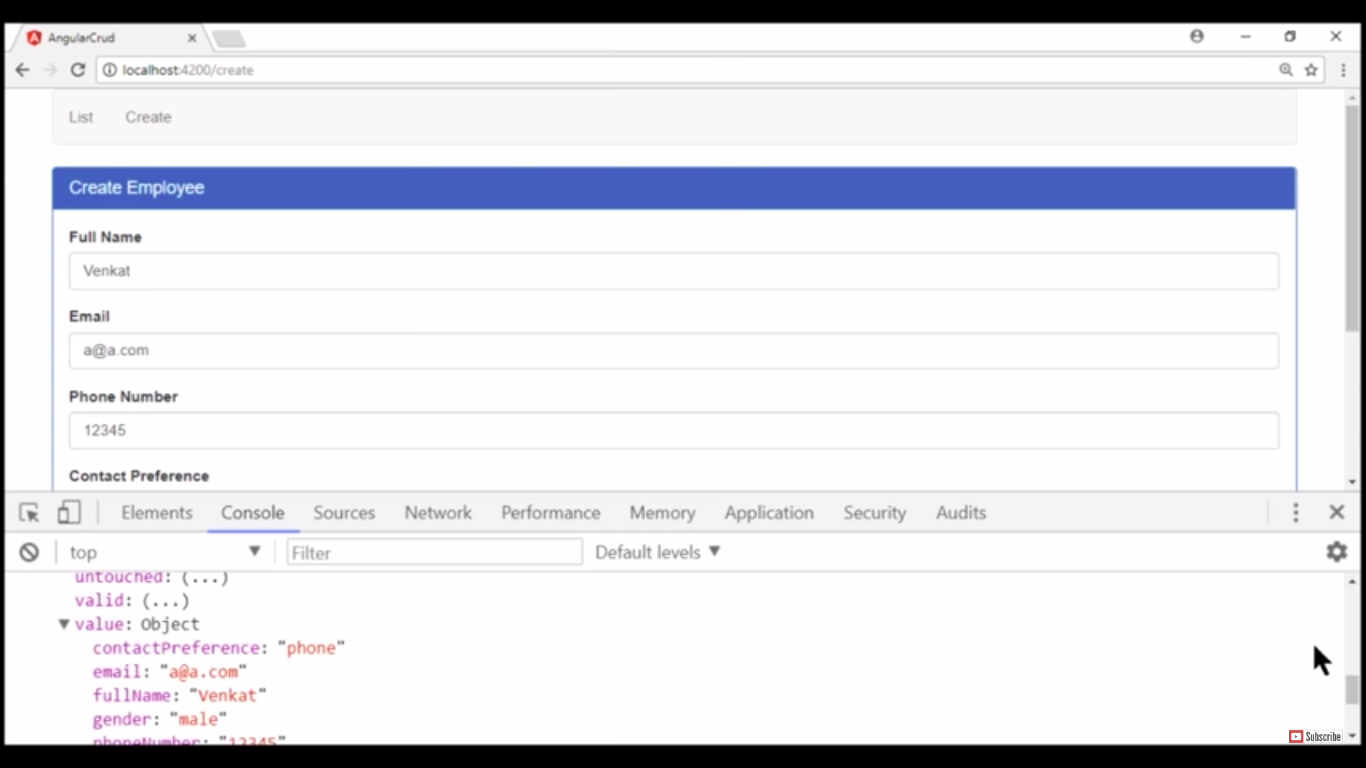 AngularCrud
localhost:4200/create
List Create
Create Employee
Full Name
Venkat
Email
a@a.com
Phone Number
12345
Contact Preference
Elements Console Sources Network Performance Memory Application Security Audits
top Filter Default levels
untouched: (...)
valid: (...)
value: Object
contactPreference: "phone"
email: "a@a.com"
fullName: "Venkat"
gender: "male"
phoneNumber: "12345"
Subscribe